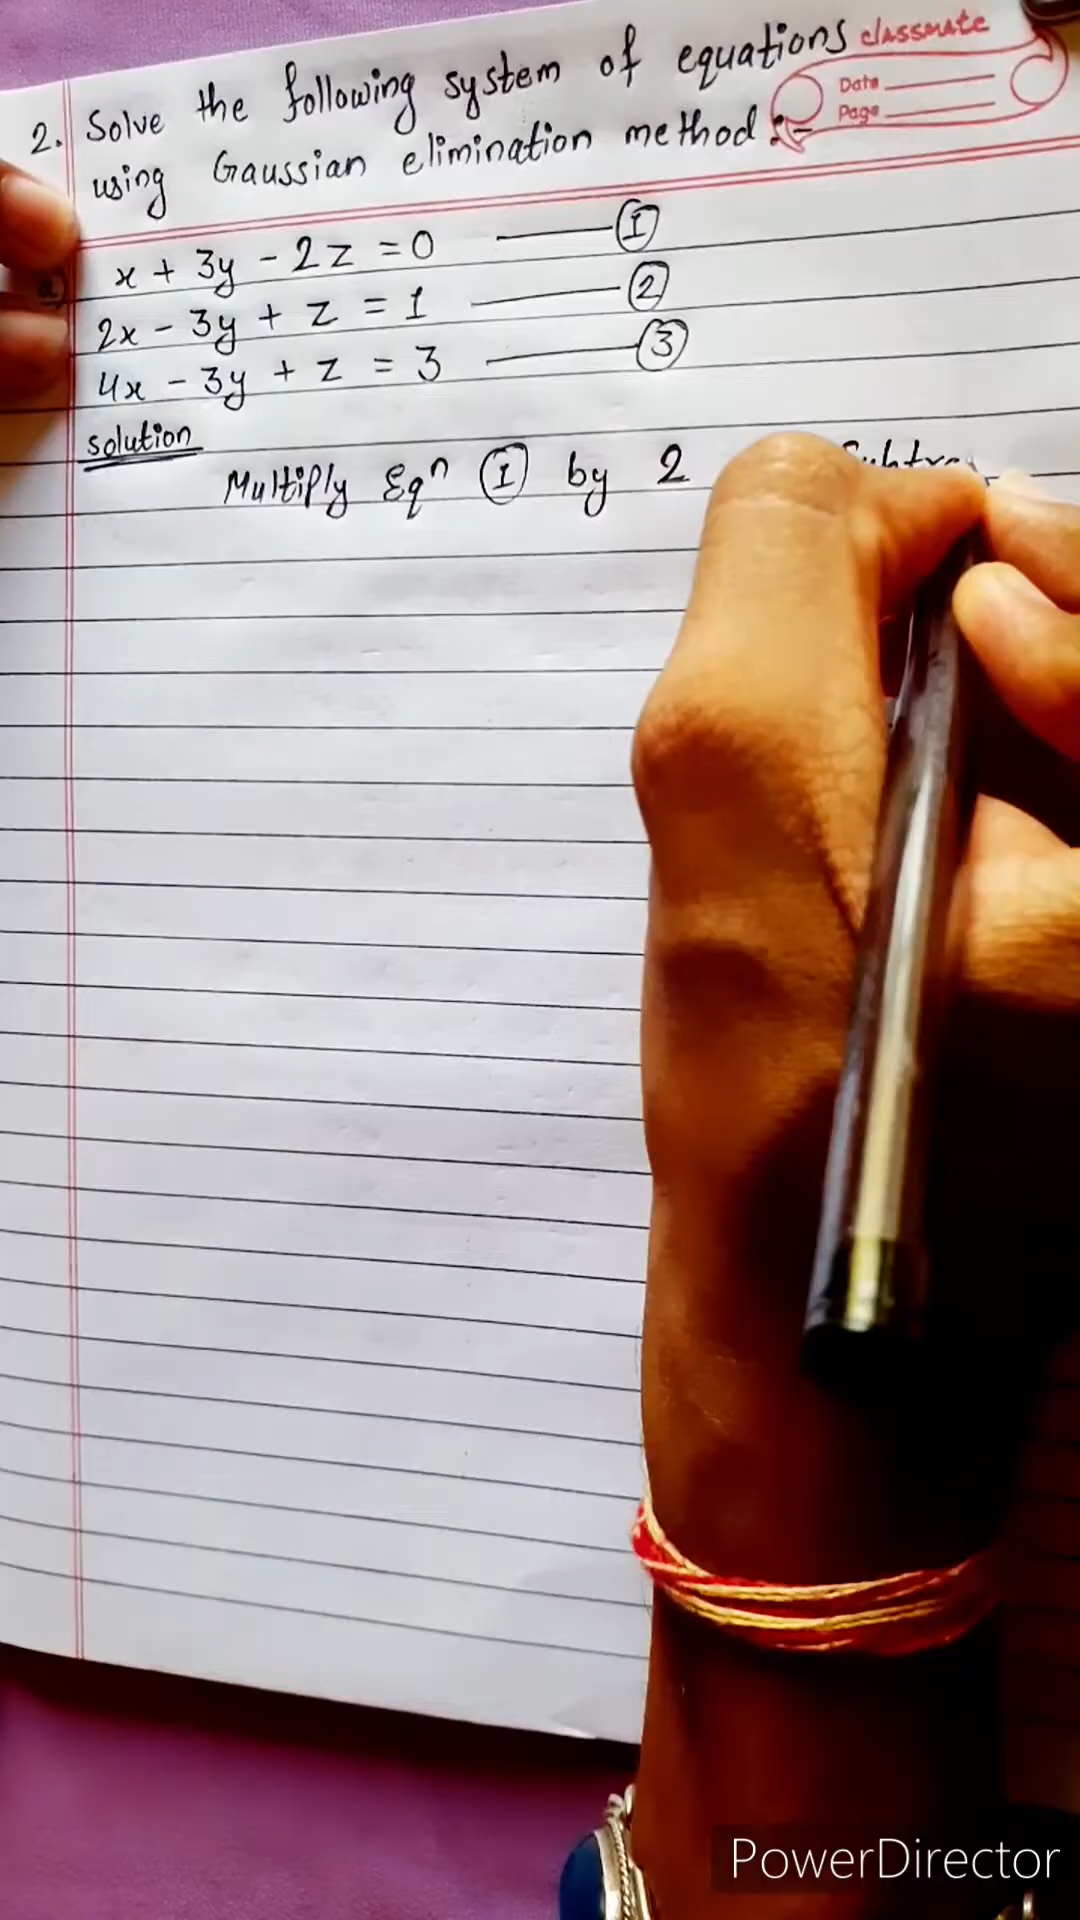 classmate
Date
Page
2. Solve the following system of equations
using Gaussian elimination method :-
x + 3y - 2z = 0 ——— ①
2x - 3y + z = 1 ——— ②
4x - 3y + z = 3 ——— ③
solution
Multiply Eqⁿ ① by 2
PowerDirector